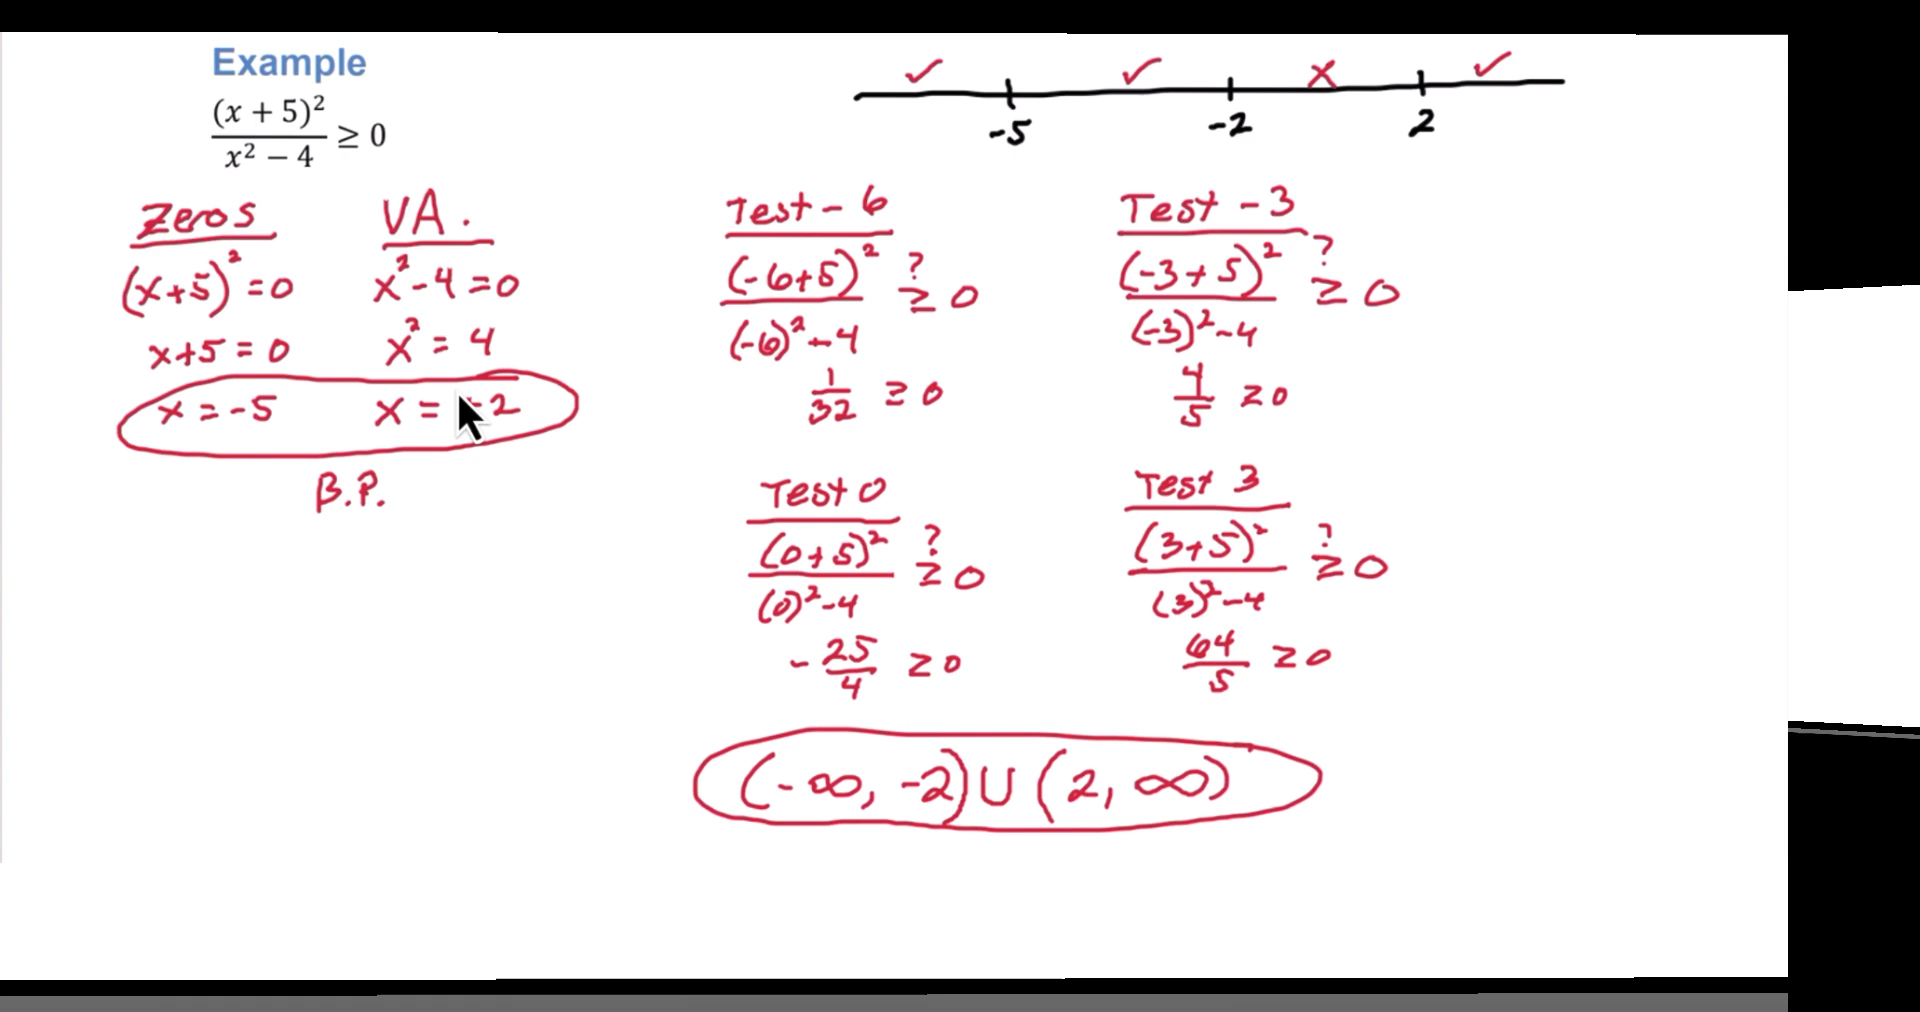 Example
(x + 5)²
x² − 4
≥ 0
✓ ✓ x ✓
-5 -2 2
Zeros
(x+5)² = 0
x+5 = 0
x = -5
VA.
x² - 4 = 0
x² = 4
x = 2
B.P.
Test - 6
(-6+5)² ?
≥ 0
(-6)² - 4
1
32 ≥ 0
Test - 3
(-3+5)² ?
≥ 0
(-3)² - 4
4
5 ≥ 0
Test 0
(0+5)² ?
≥ 0
(0)² - 4
- 25
4 ≥ 0
Test 3
(3+5)² ?
≥ 0
(3)² - 4
64
5 ≥ 0
(-∞, -2) ∪ (2, ∞)